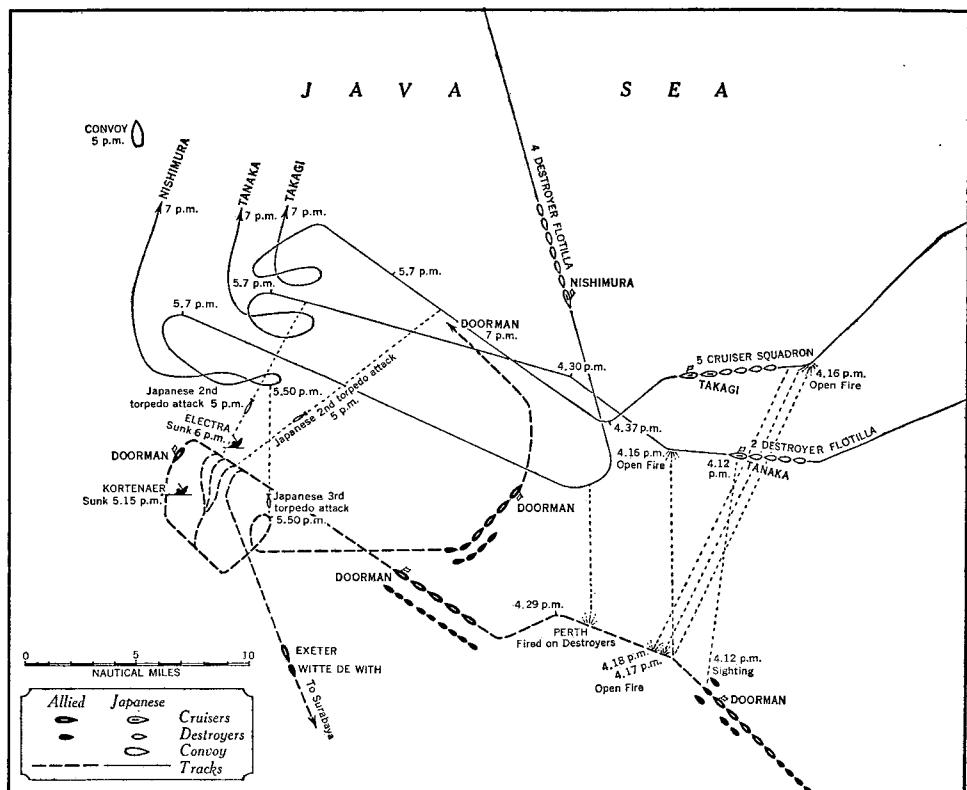 JAVA SEA
CONVOY
5 p.m.
NISHIMURA
7 p.m.
TANAKA
7 p.m.
TAKAGI
7 p.m.
4 DESTROYER FLOTILLA
NISHIMURA
5.7 p.m.
5.7 p.m.
5.7 p.m.
DOORMAN
7 p.m.
4.30 p.m.
5 CRUISER SQUADRON
TAKAGI
4.16 p.m.
Open Fire
Japanese 2nd
torpedo attack 5 p.m.
5.50 p.m.
Japanese 2nd torpedo attack
5 p.m.
4.37 p.m.
4.16 p.m.
Open Fire
2 DESTROYER FLOTILLA
TANAKA
4.12
p.m.
ELECTRA
Sunk 6 p.m.
DOORMAN
KORTENAER
Sunk 5.15 p.m.
Japanese 3rd
torpedo attack
5.50 p.m.
DOORMAN
DOORMAN
4.29 p.m.
PERTH
Fired on Destroyers
4.18 p.m.
4.17 p.m.
Open Fire
4.12 p.m.
Sighting
DOORMAN
EXETER
WITTE DE WITH
To Surabaya
0 5 10
NAUTICAL MILES
Allied Japanese
Cruisers
Destroyers
Convoy
Tracks